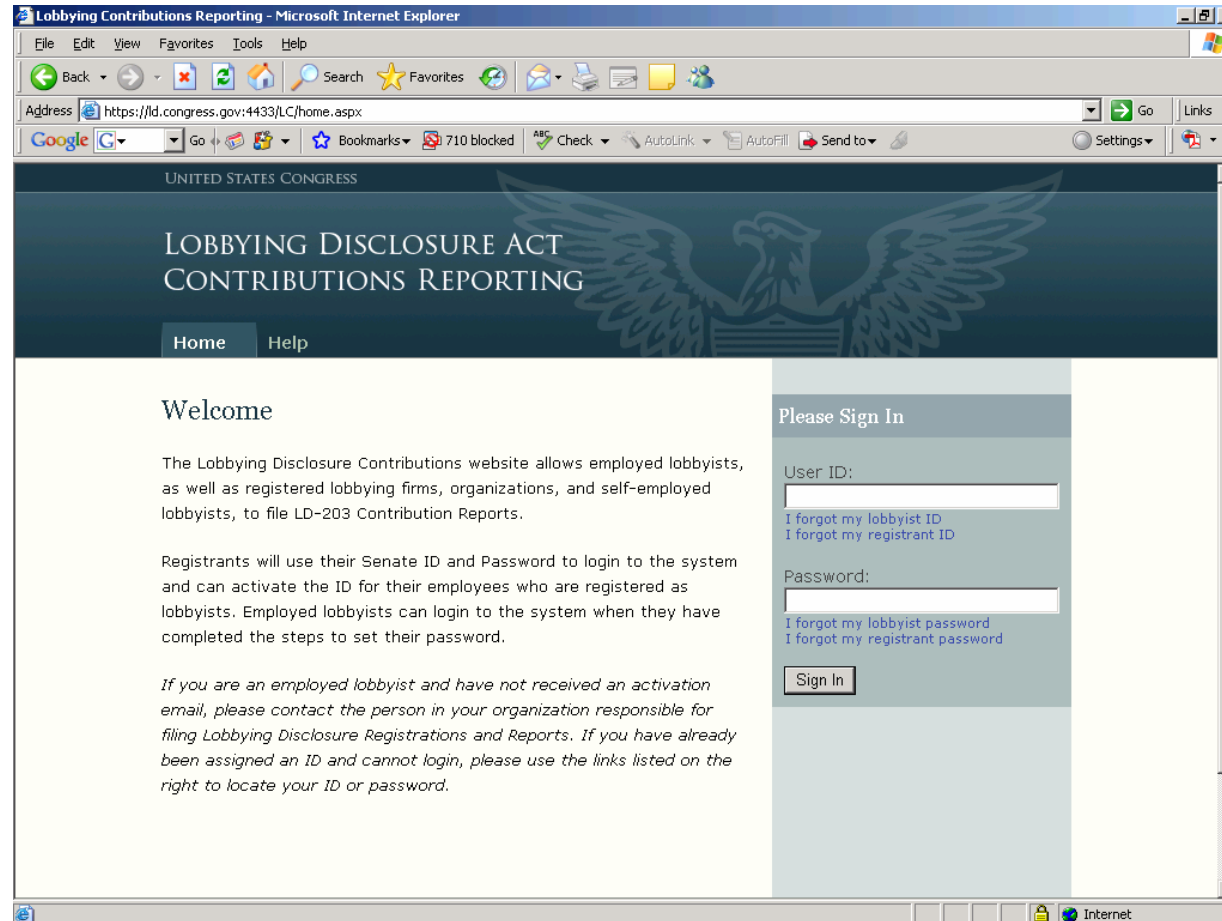 Lobbying Contributions Reporting - Microsoft Internet Explorer
File Edit View Favorites Tools Help
Back Search Favorites
Address https://ld.congress.gov:4433/LC/home.aspx Go Links
Google G Go Bookmarks 710 blocked ABC Check AutoLink AutoFill Send to Settings
UNITED STATES CONGRESS
LOBBYING DISCLOSURE ACT
CONTRIBUTIONS REPORTING
Home Help
Welcome
The Lobbying Disclosure Contributions website allows employed lobbyists,
as well as registered lobbying firms, organizations, and self-employed
lobbyists, to file LD-203 Contribution Reports.
Registrants will use their Senate ID and Password to login to the system
and can activate the ID for their employees who are registered as
lobbyists. Employed lobbyists can login to the system when they have
completed the steps to set their password.
If you are an employed lobbyist and have not received an activation
email, please contact the person in your organization responsible for
filing Lobbying Disclosure Registrations and Reports. If you have already
been assigned an ID and cannot login, please use the links listed on the
right to locate your ID or password.
Please Sign In
User ID:
I forgot my lobbyist ID
I forgot my registrant ID
Password:
I forgot my lobbyist password
I forgot my registrant password
Sign In
Internet